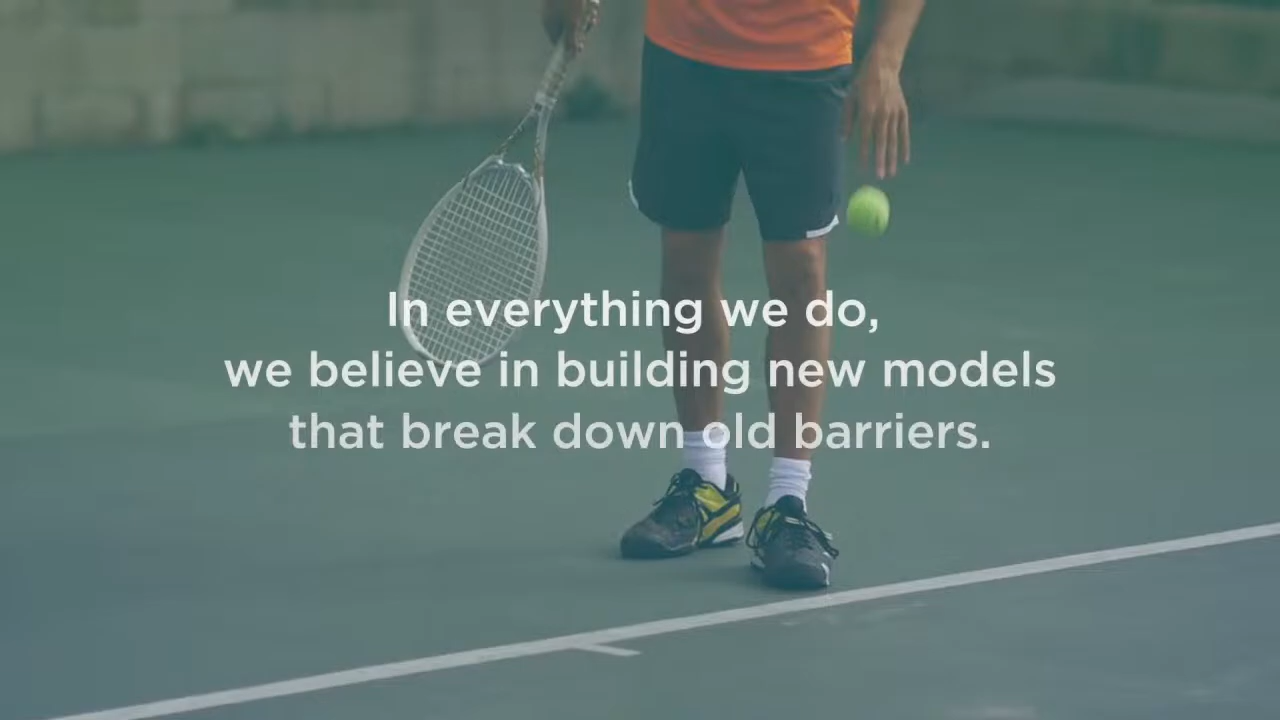 In everything we do,
we believe in building new models
that break down old barriers.